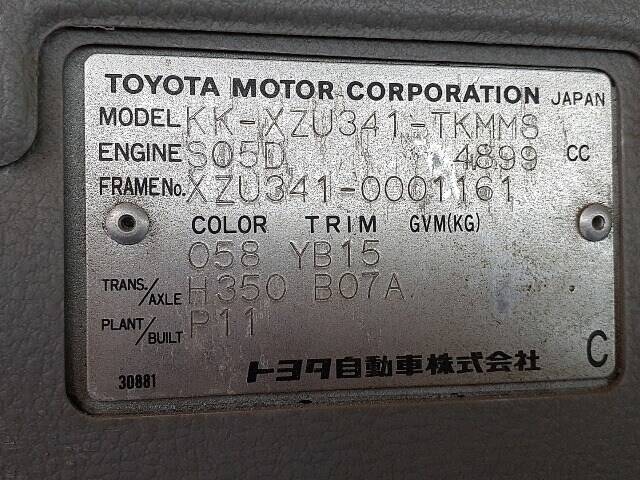 TOYOTA MOTOR CORPORATION JAPAN
MODEL KK-XZU341-TKMMS
ENGINE S05D 4899 CC
FRAME No. XZU341-0001161
COLOR TRIM GVM(KG)
058 YB15
TRANS./AXLE H350 B07A
PLANT/BUILT P11
30881 トヨタ自動車株式会社 C